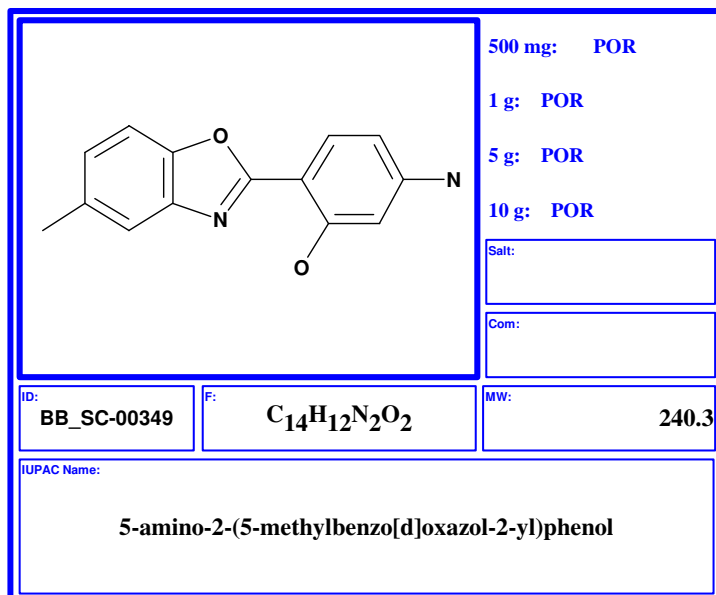 500 mg: POR
1 g: POR
5 g: POR
10 g: POR
O
N
N
O
Salt:
Com:
ID:
BB_SC-00349
F:
C14H12N2O2
MW:
240.3
IUPAC Name:
5-amino-2-(5-methylbenzo[d]oxazol-2-yl)phenol